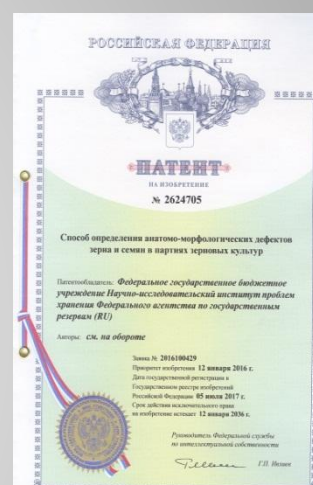 РОССИЙСКАЯ ФЕДЕРАЦИЯ
ПАТЕНТ
НА ИЗОБРЕТЕНИЕ
№ 2624705
Способ определения анатомо-морфологических дефектов
зерна и семян в партиях зерновых культур
Патентообладатель: Федеральное государственное бюджетное
учреждение Научно-исследовательский институт проблем
хранения Федерального агентства по государственным
резервам (RU)
Авторы: см. на обороте
Заявка № 2016100429
Приоритет изобретения 12 января 2016 г.
Дата государственной регистрации в
Государственном реестре изобретений
Российской Федерации 05 июля 2017 г.
Срок действия исключительного права
на изобретение истекает 12 января 2036 г.
Руководитель Федеральной службы
по интеллектуальной собственности
Г.П. Ивлиев